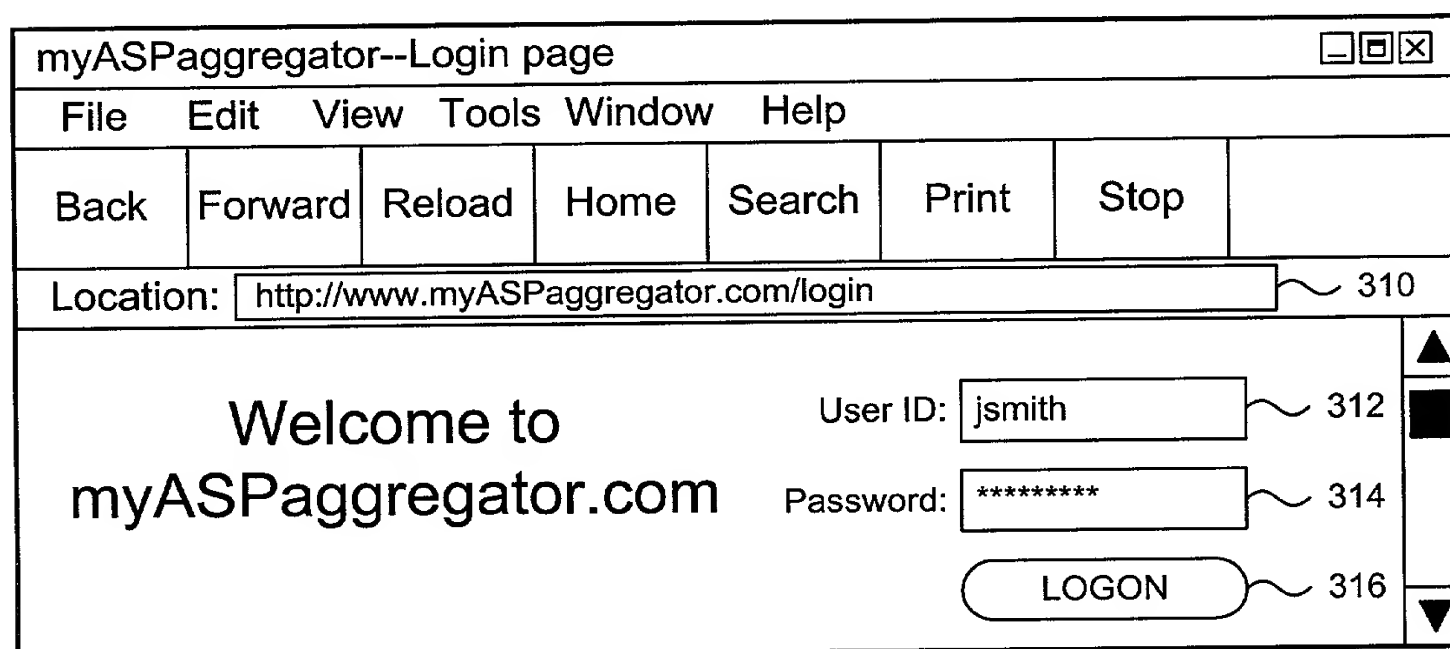 myASPaggregator--Login page
File Edit View Tools Window Help
Back Forward Reload Home Search Print Stop
Location: http://www.myASPaggregator.com/login 310
Welcome to
myASPaggregator.com
User ID: jsmith 312
Password: ********* 314
LOGON 316